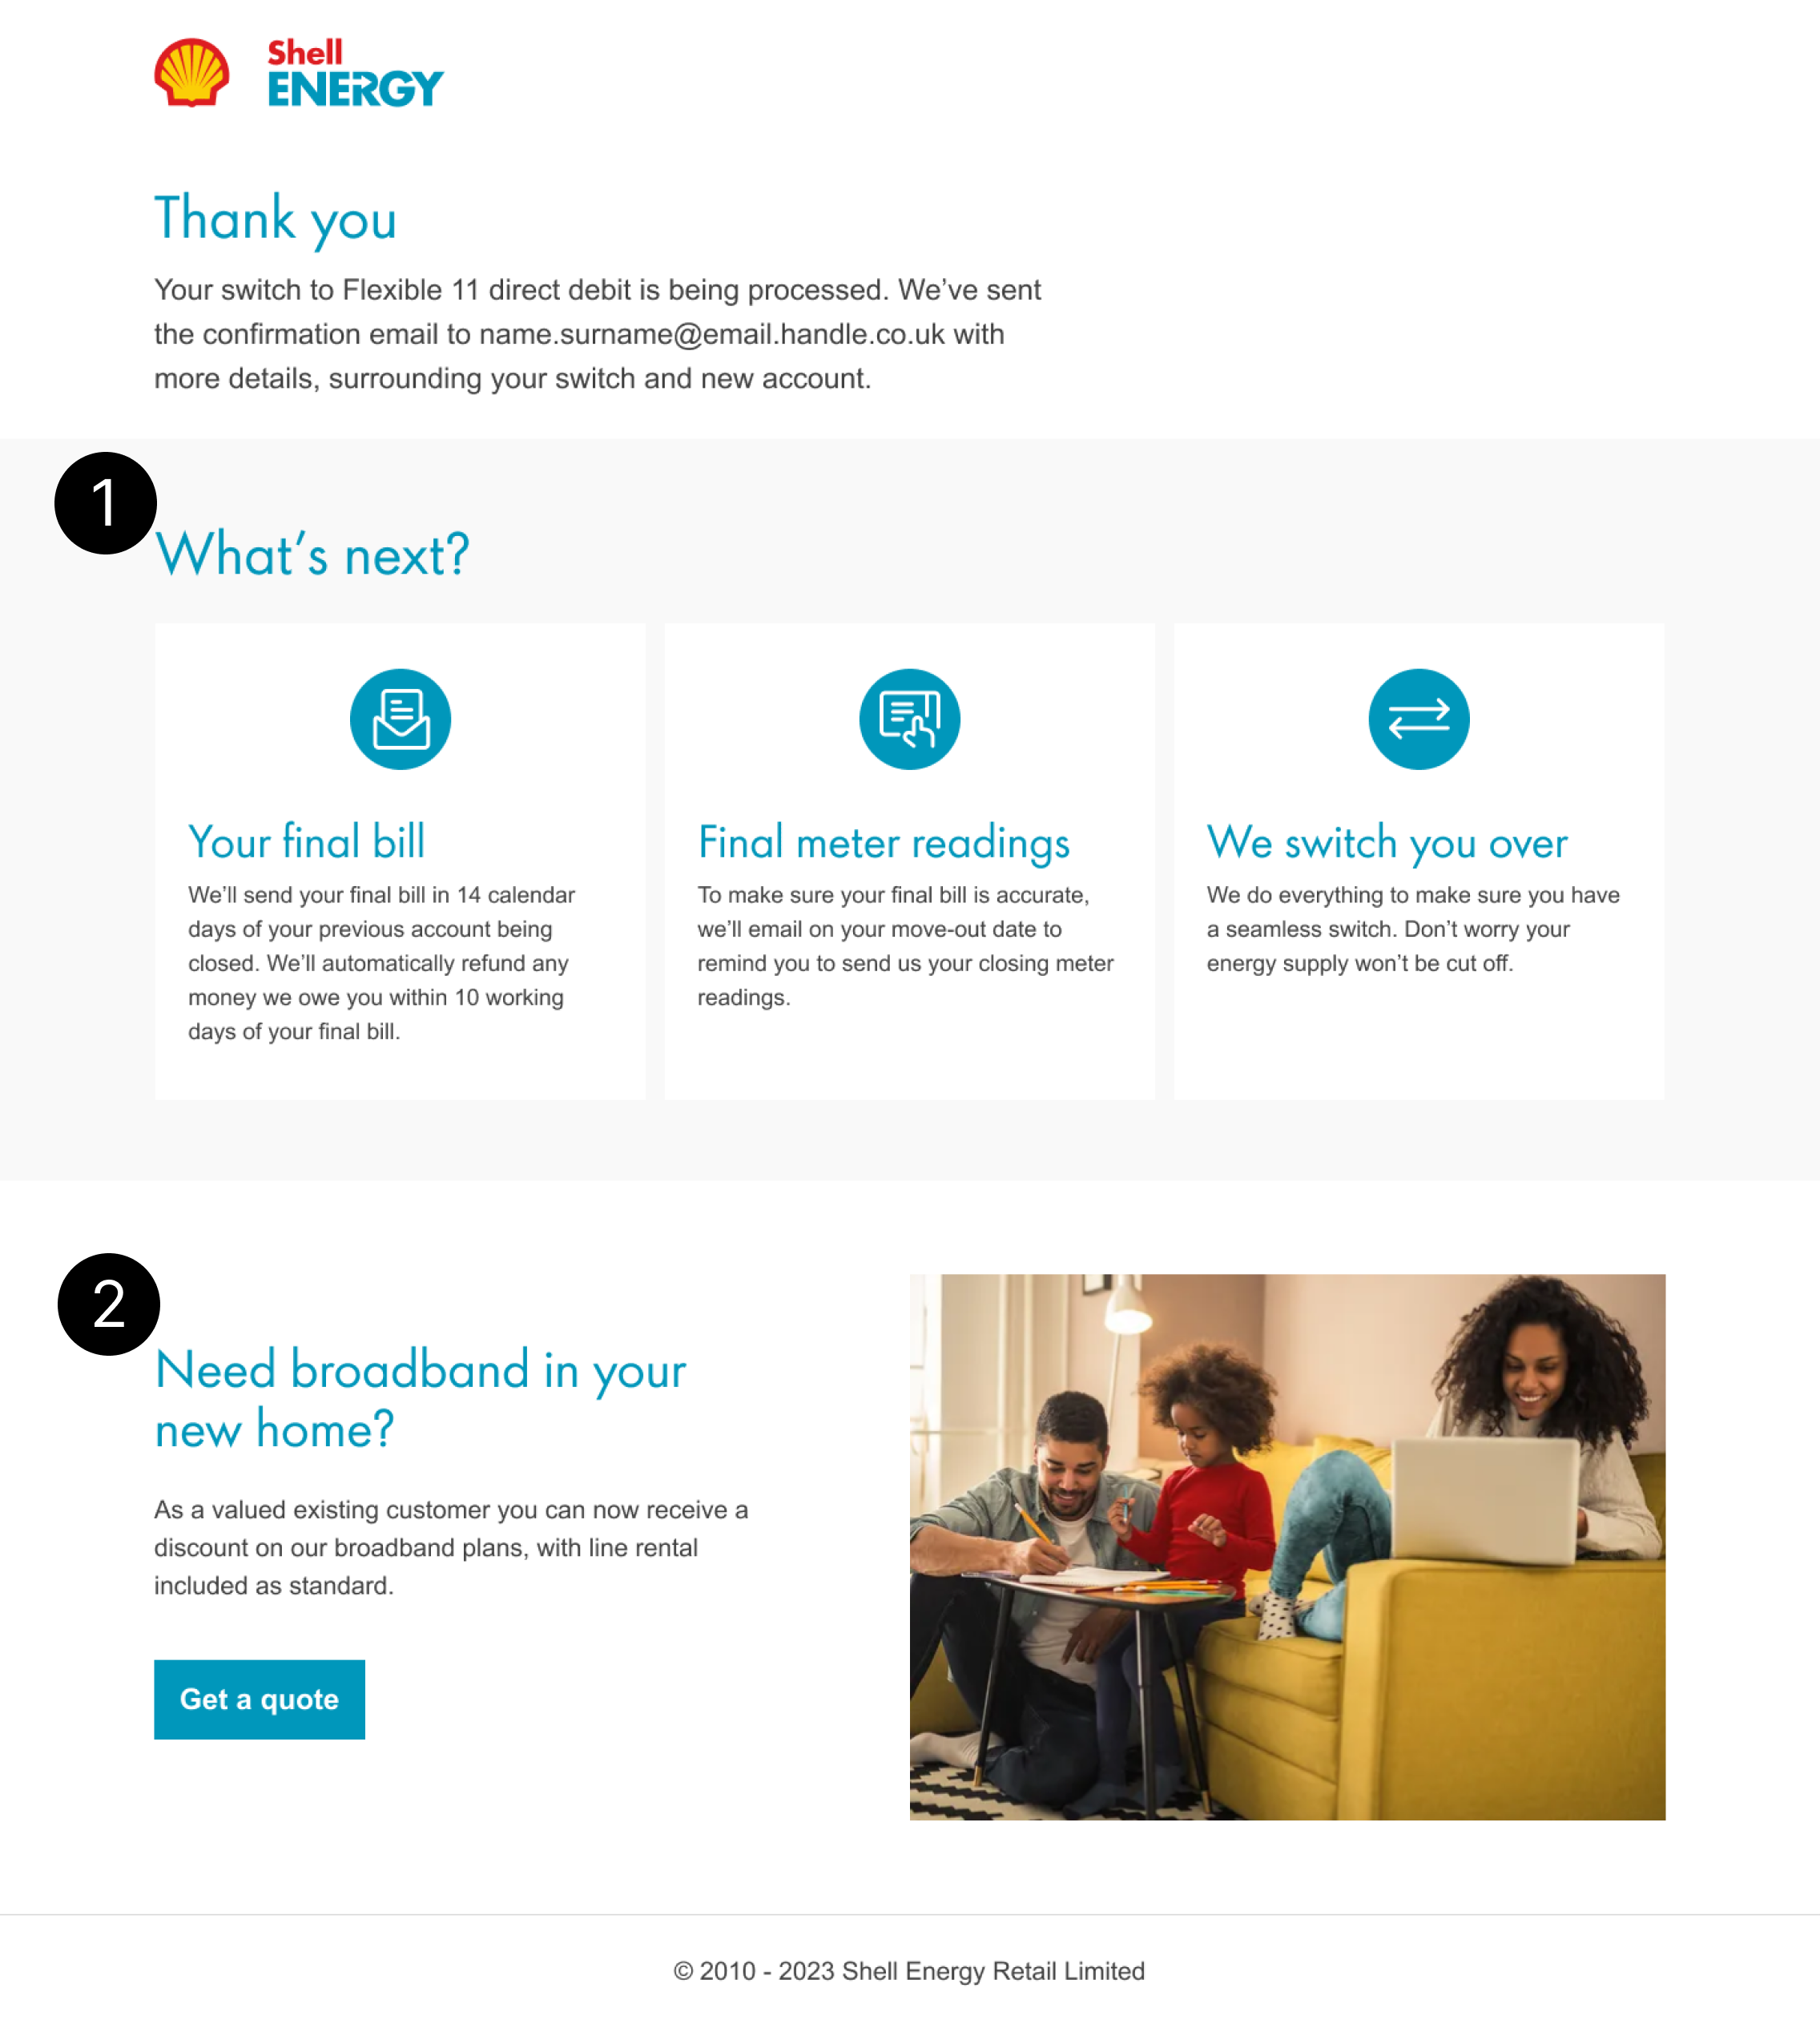 Shell
ENERGY
Thank you
Your switch to Flexible 11 direct debit is being processed. We’ve sent
the confirmation email to name.surname@email.handle.co.uk with
more details, surrounding your switch and new account.
1
What’s next?
Your final bill
We’ll send your final bill in 14 calendar
days of your previous account being
closed. We’ll automatically refund any
money we owe you within 10 working
days of your final bill.
Final meter readings
To make sure your final bill is accurate,
we’ll email on your move-out date to
remind you to send us your closing meter
readings.
We switch you over
We do everything to make sure you have
a seamless switch. Don’t worry your
energy supply won’t be cut off.
2
Need broadband in your
new home?
As a valued existing customer you can now receive a
discount on our broadband plans, with line rental
included as standard.
Get a quote
© 2010 - 2023 Shell Energy Retail Limited